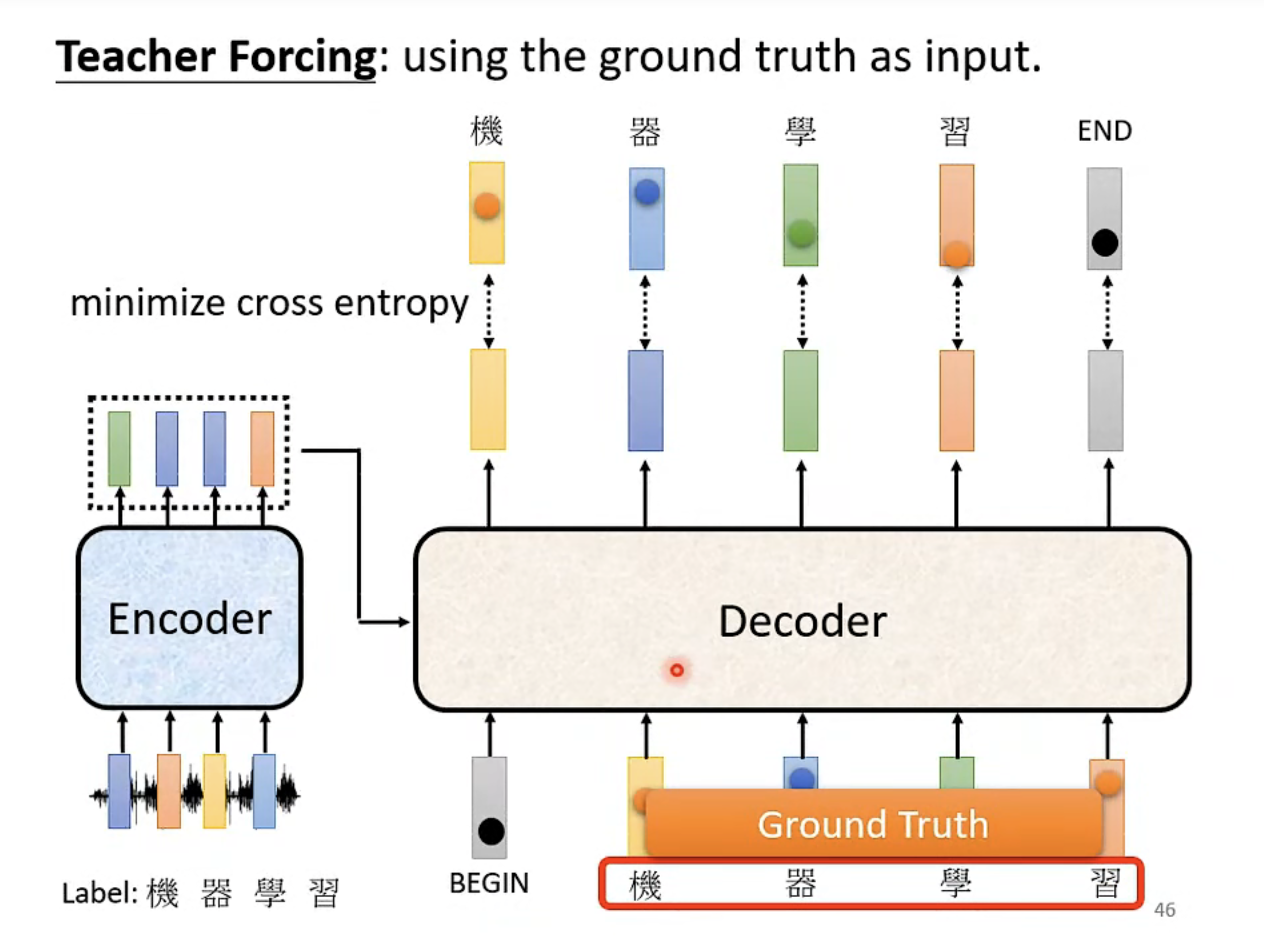 Teacher Forcing: using the ground truth as input.
機 器 學 習 END
minimize cross entropy
Encoder
Decoder
Ground Truth
Label: 機 器 學 習
BEGIN
機 器 學 習
46